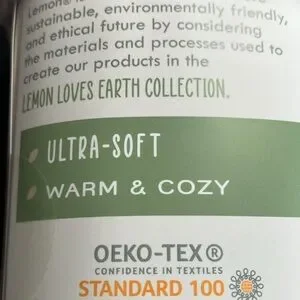 Lemon®
sustainable, environmentally friendly,
and ethical future by considering
the materials and processes used to
create our products in the
LEMON LOVES EARTH COLLECTION.
ULTRA-SOFT
WARM & COZY
OEKO-TEX®
CONFIDENCE IN TEXTILES
STANDARD 100